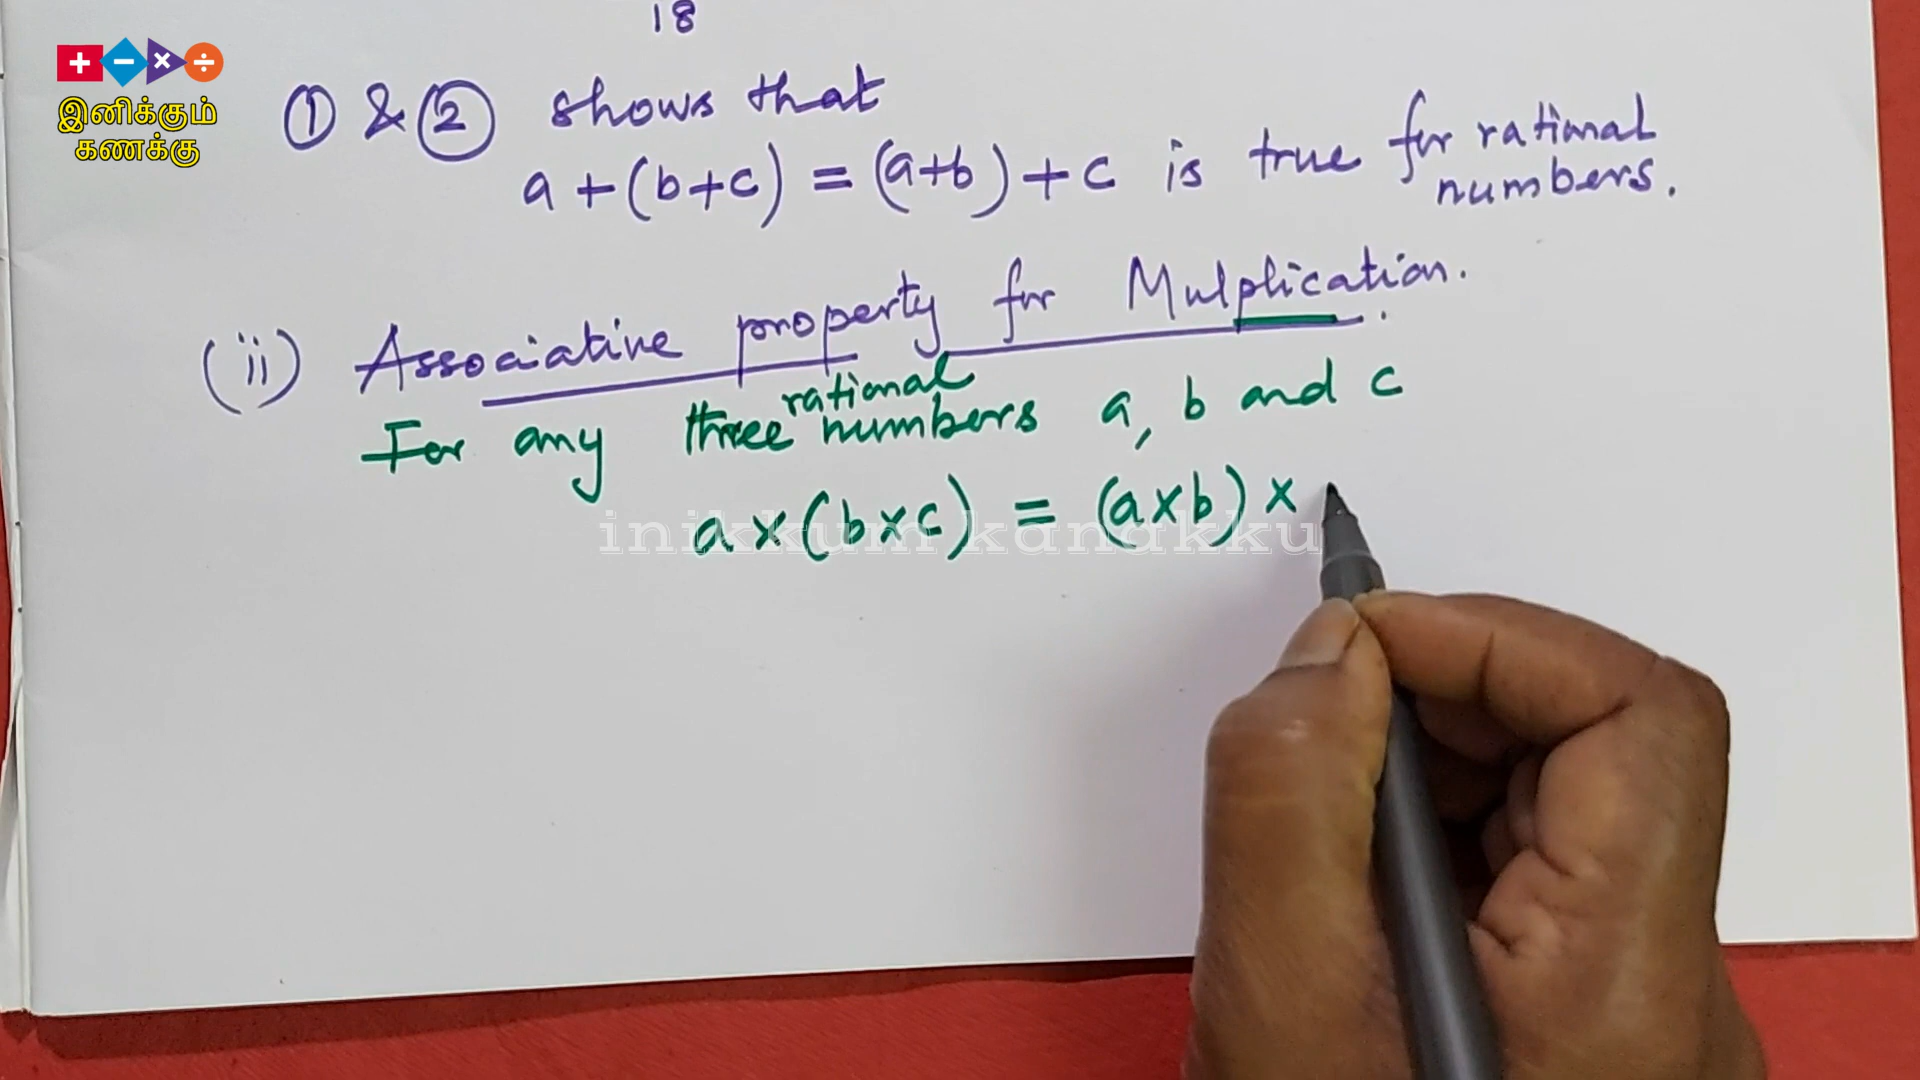 18
இனிக்கும்
கணக்கு
① & ② shows that
a + (b+c) = (a+b) + c is true for rational
numbers.
(ii) Associative property for Mulplication.
For any three rational numbers a, b and c
a × (b×c) = (a×b) ×
inikkum kanakku